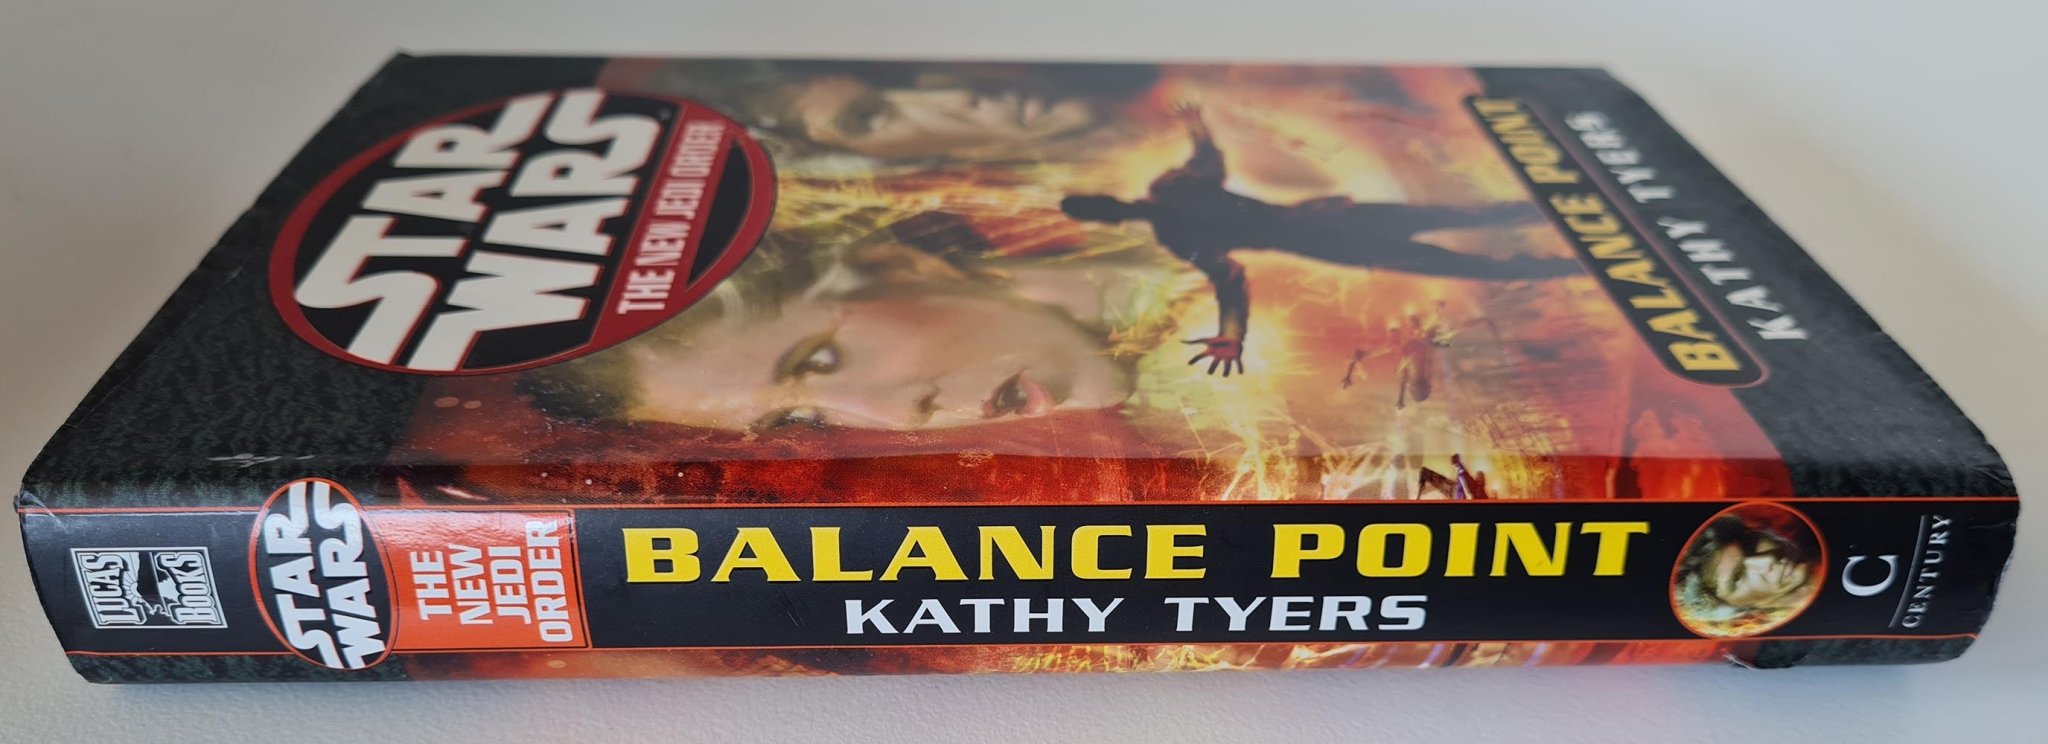 STAR
WARS
THE NEW JEDI ORDER
BALANCE POINT
KATHY TYERS
LUCAS
BOOKS
STAR
WARS
THE
NEW
JEDI
ORDER
BALANCE POINT
KATHY TYERS
C
CENTURY